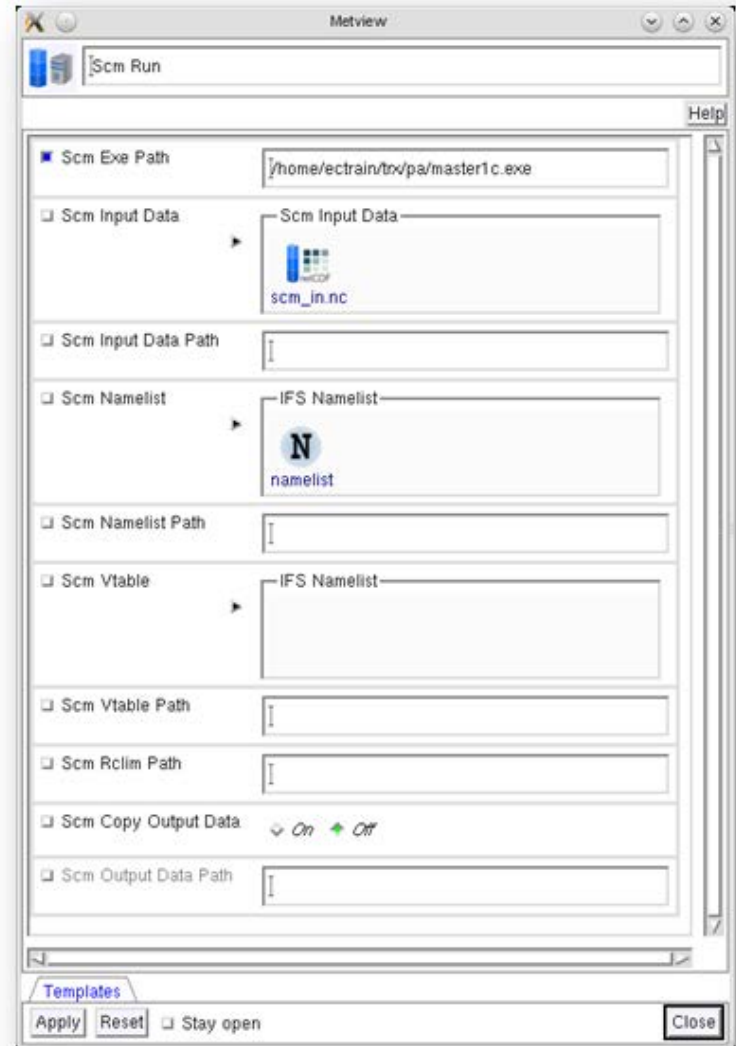 Metview
Scm Run
Help
Scm Exe Path
/home/ectrain/trx/pa/master1c.exe
Scm Input Data
Scm Input Data
netCDF
scm_in.nc
Scm Input Data Path
Scm Namelist
IFS Namelist
N
namelist
Scm Namelist Path
Scm Vtable
IFS Namelist
Scm Vtable Path
Scm Rclim Path
Scm Copy Output Data
On Off
Scm Output Data Path
Templates
Apply Reset Stay open Close